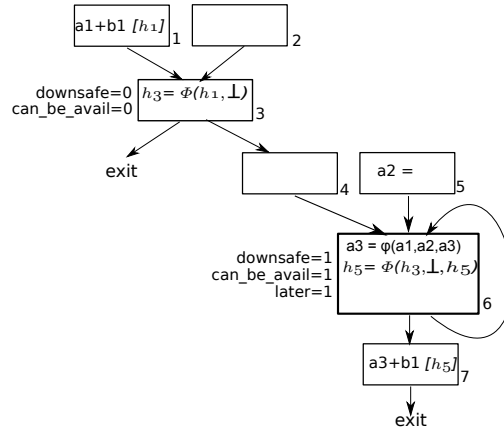 a1+b1 [h₁]
1
2
downsafe=0
can_be_avail=0
h₃= Φ(h₁, ⊥)
3
exit
4
a2 =
5
a3 = φ(a1,a2,a3)
downsafe=1
can_be_avail=1
later=1
h₅= Φ(h₃,⊥,h₅)
6
a3+b1 [h₅]
7
exit